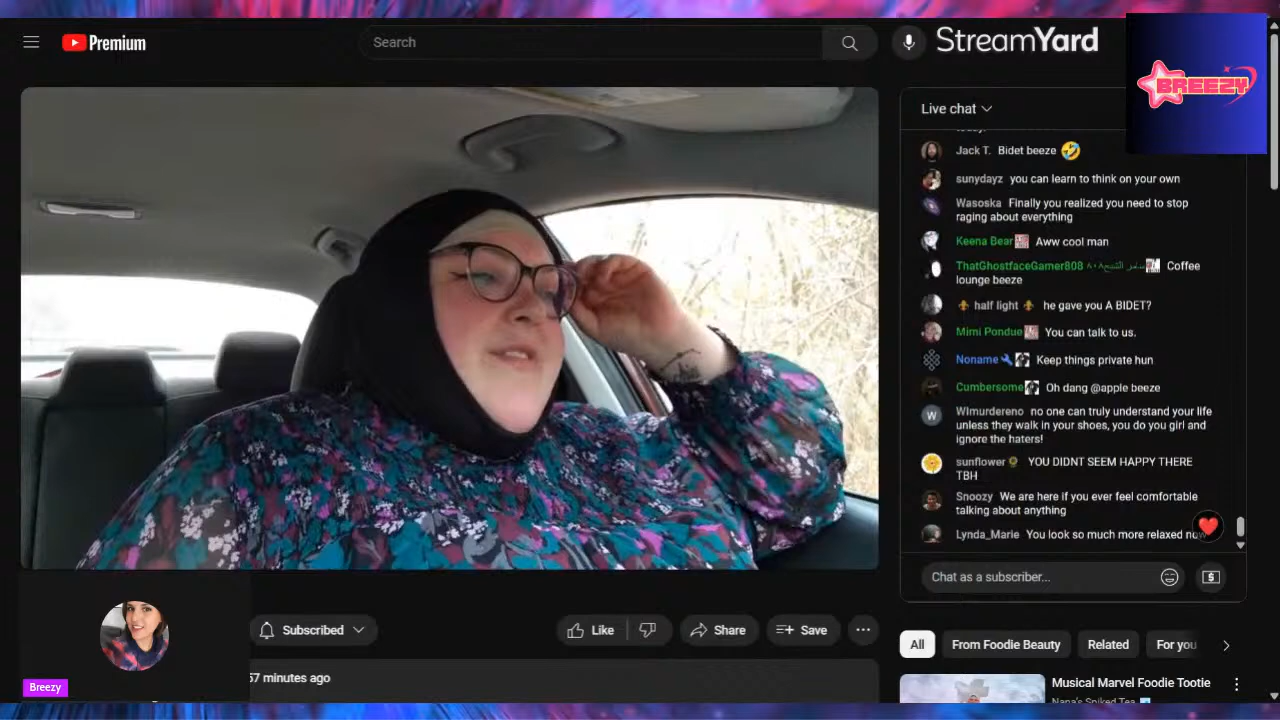 Premium
Search
StreamYard
BREEZY
Live chat
today.
Jack T. Bidet beeze 🤣
sunydayz you can learn to think on your own
Wasoska Finally you realized you need to stop
raging about everything
Keena Bear Aww cool man
ThatGhostfaceGamer808 Coffee
lounge beeze
⚜ half light ⚜ he gave you A BIDET?
Mimi Pondue You can talk to us.
Noname Keep things private hun
Cumbersome Oh dang @apple beeze
W
WImurdereno no one can truly understand your life
unless they walk in your shoes, you do you girl and
ignore the haters!
sunflower🌻 YOU DIDNT SEEM HAPPY THERE
TBH
Snoozy We are here if you ever feel comfortable
talking about anything
Lynda_Marie You look so much more relaxed now
Chat as a subscriber...
Subscribed
Like
Share
Save
All
From Foodie Beauty
Related
For you
57 minutes ago
Breezy
Musical Marvel Foodie Tootie
Nana's Spiked Tea